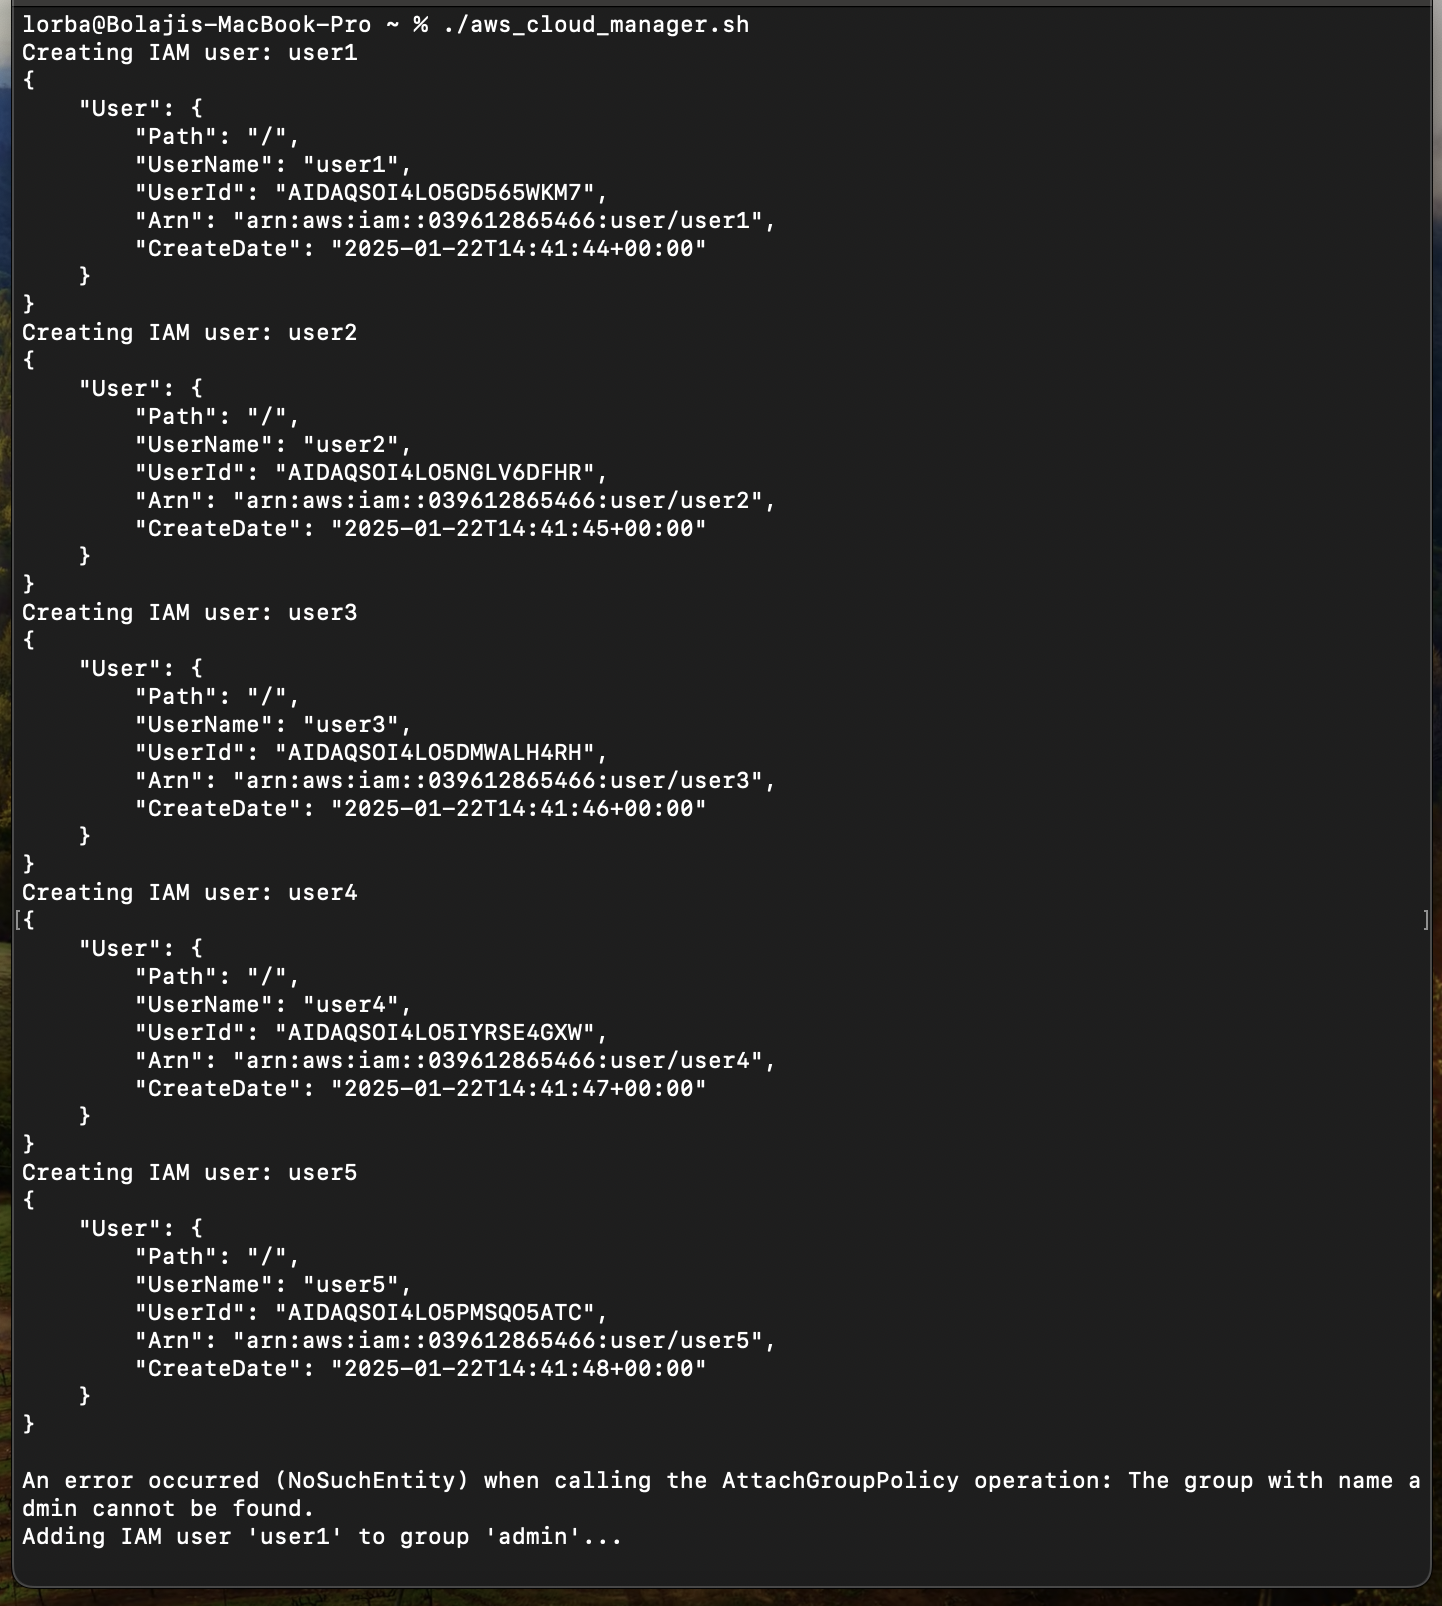 lorba@Bolajis-MacBook-Pro ~ % ./aws_cloud_manager.sh
Creating IAM user: user1
{
    "User": {
        "Path": "/",
        "UserName": "user1",
        "UserId": "AIDAQSOI4LO5GD565WKM7",
        "Arn": "arn:aws:iam::039612865466:user/user1",
        "CreateDate": "2025-01-22T14:41:44+00:00"
    }
}
Creating IAM user: user2
{
    "User": {
        "Path": "/",
        "UserName": "user2",
        "UserId": "AIDAQSOI4LO5NGLV6DFHR",
        "Arn": "arn:aws:iam::039612865466:user/user2",
        "CreateDate": "2025-01-22T14:41:45+00:00"
    }
}
Creating IAM user: user3
{
    "User": {
        "Path": "/",
        "UserName": "user3",
        "UserId": "AIDAQSOI4LO5DMWALH4RH",
        "Arn": "arn:aws:iam::039612865466:user/user3",
        "CreateDate": "2025-01-22T14:41:46+00:00"
    }
}
Creating IAM user: user4
[{ ]
    "User": {
        "Path": "/",
        "UserName": "user4",
        "UserId": "AIDAQSOI4LO5IYRSE4GXW",
        "Arn": "arn:aws:iam::039612865466:user/user4",
        "CreateDate": "2025-01-22T14:41:47+00:00"
    }
}
Creating IAM user: user5
{
    "User": {
        "Path": "/",
        "UserName": "user5",
        "UserId": "AIDAQSOI4LO5PMSQO5ATC",
        "Arn": "arn:aws:iam::039612865466:user/user5",
        "CreateDate": "2025-01-22T14:41:48+00:00"
    }
}

An error occurred (NoSuchEntity) when calling the AttachGroupPolicy operation: The group with name a
dmin cannot be found.
Adding IAM user 'user1' to group 'admin'...